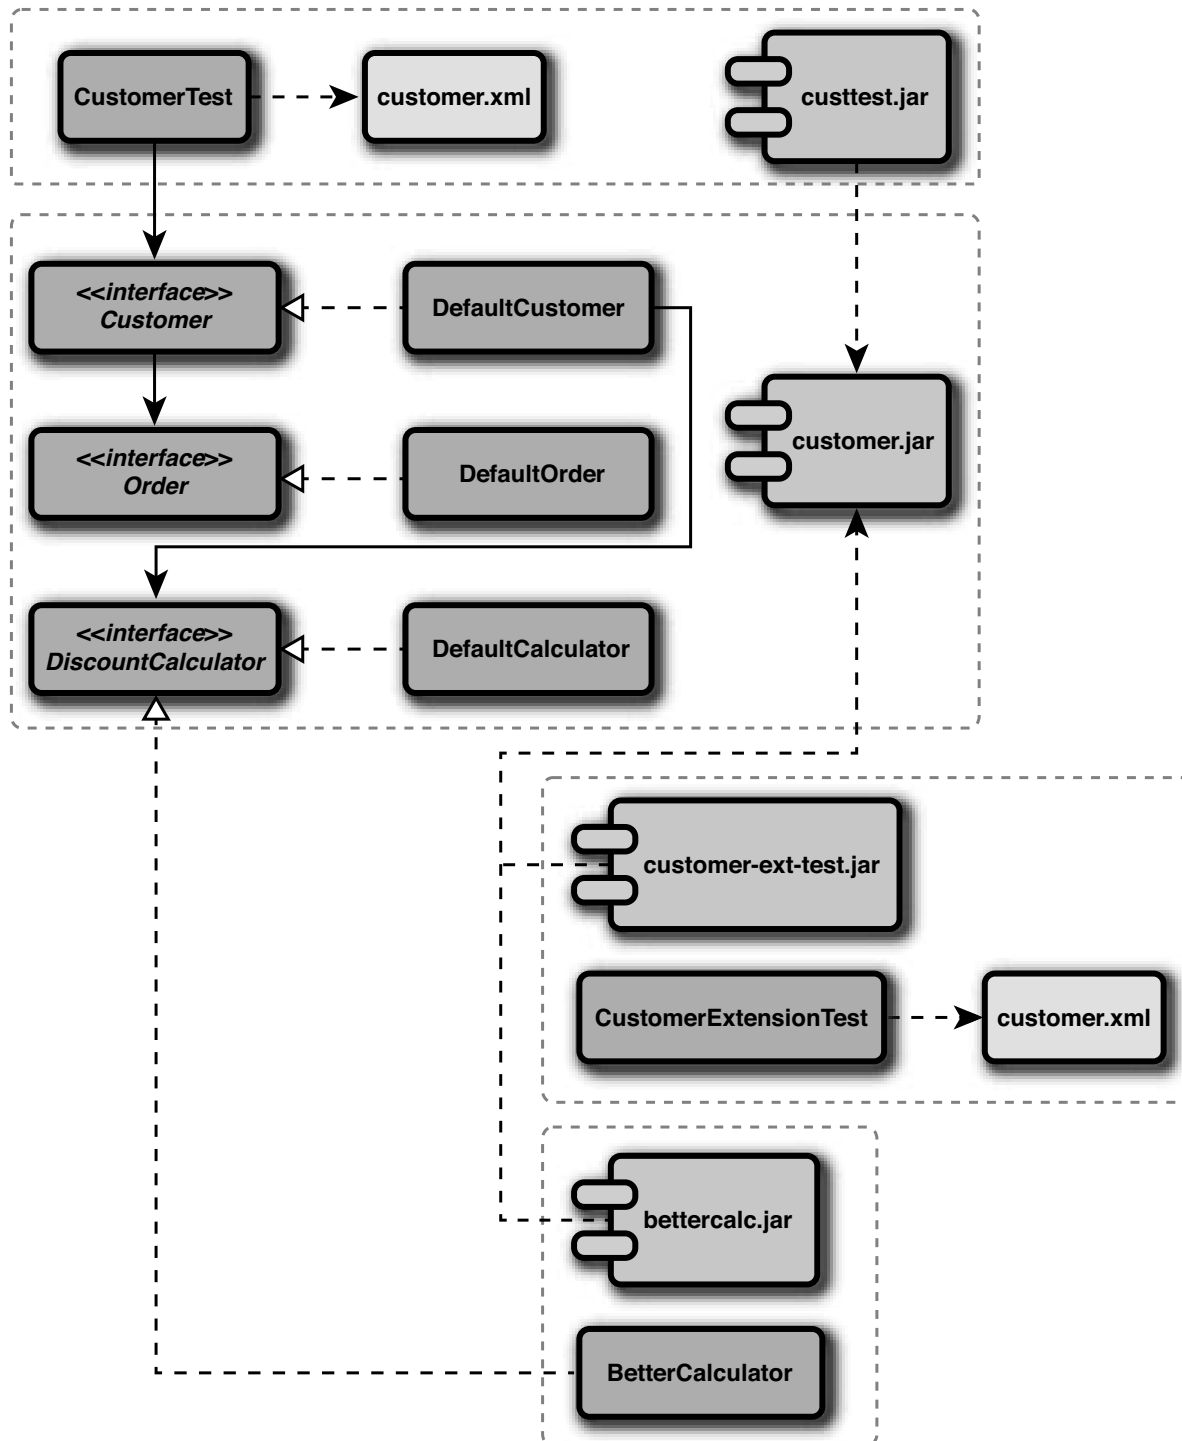 CustomerTest
customer.xml
custtest.jar
<<interface>>
Customer
DefaultCustomer
customer.jar
<<interface>>
Order
DefaultOrder
<<interface>>
DiscountCalculator
DefaultCalculator
customer-ext-test.jar
CustomerExtensionTest
customer.xml
bettercalc.jar
BetterCalculator